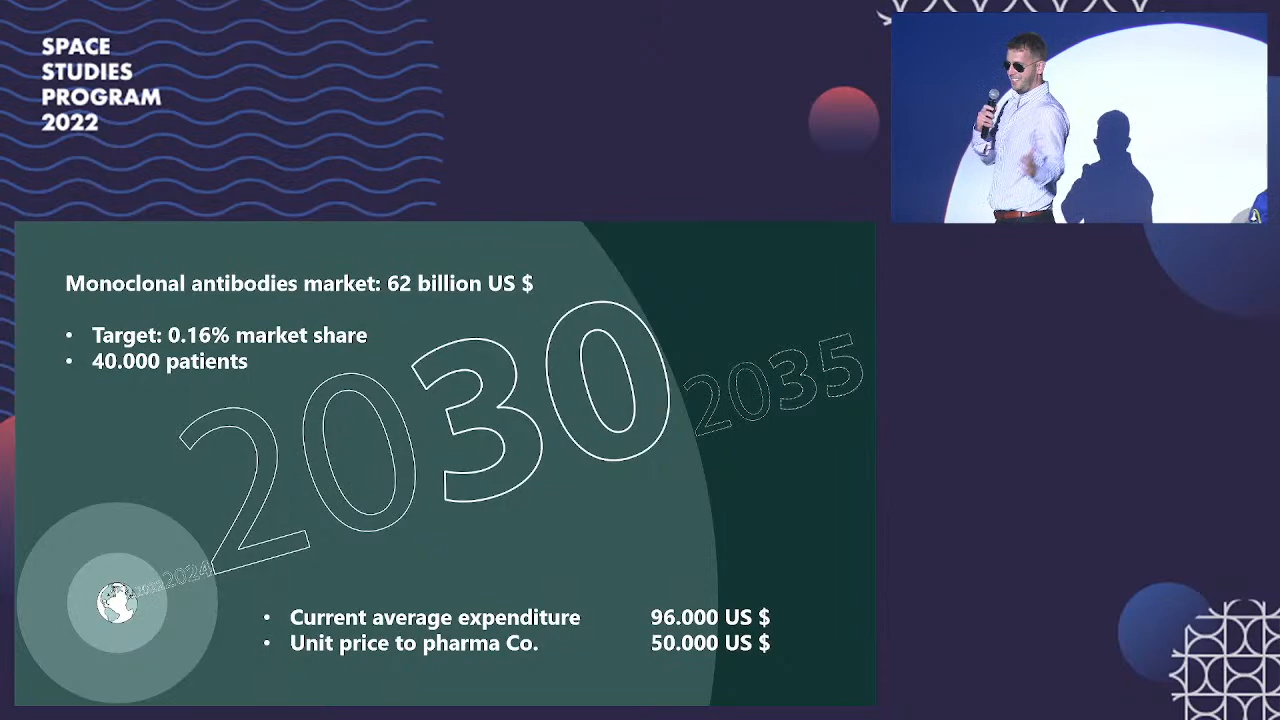 SPACE
STUDIES
PROGRAM
2022
Monoclonal antibodies market: 62 billion US $
• Target: 0.16% market share
• 40.000 patients
2030
2035
2024
• Current average expenditure 96.000 US $
• Unit price to pharma Co. 50.000 US $